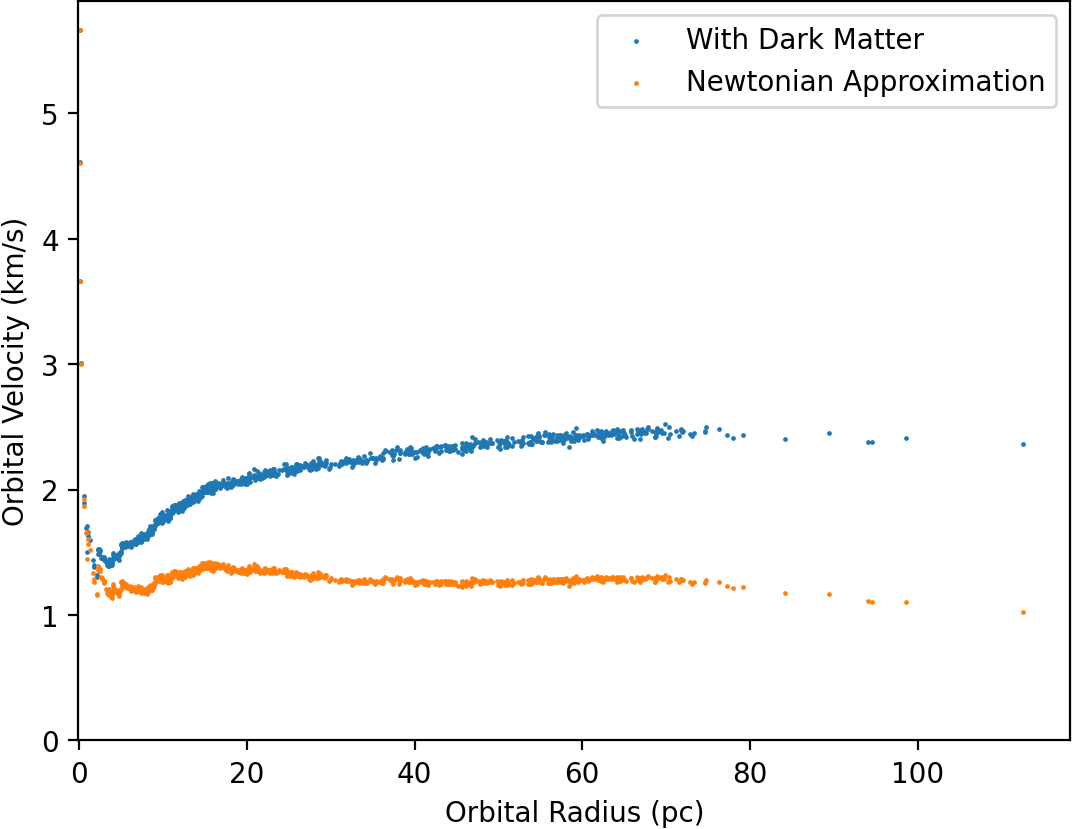 With Dark Matter
Newtonian Approximation
5
4
3
2
1
0
Orbital Velocity (km/s)
0 20 40 60 80 100
Orbital Radius (pc)